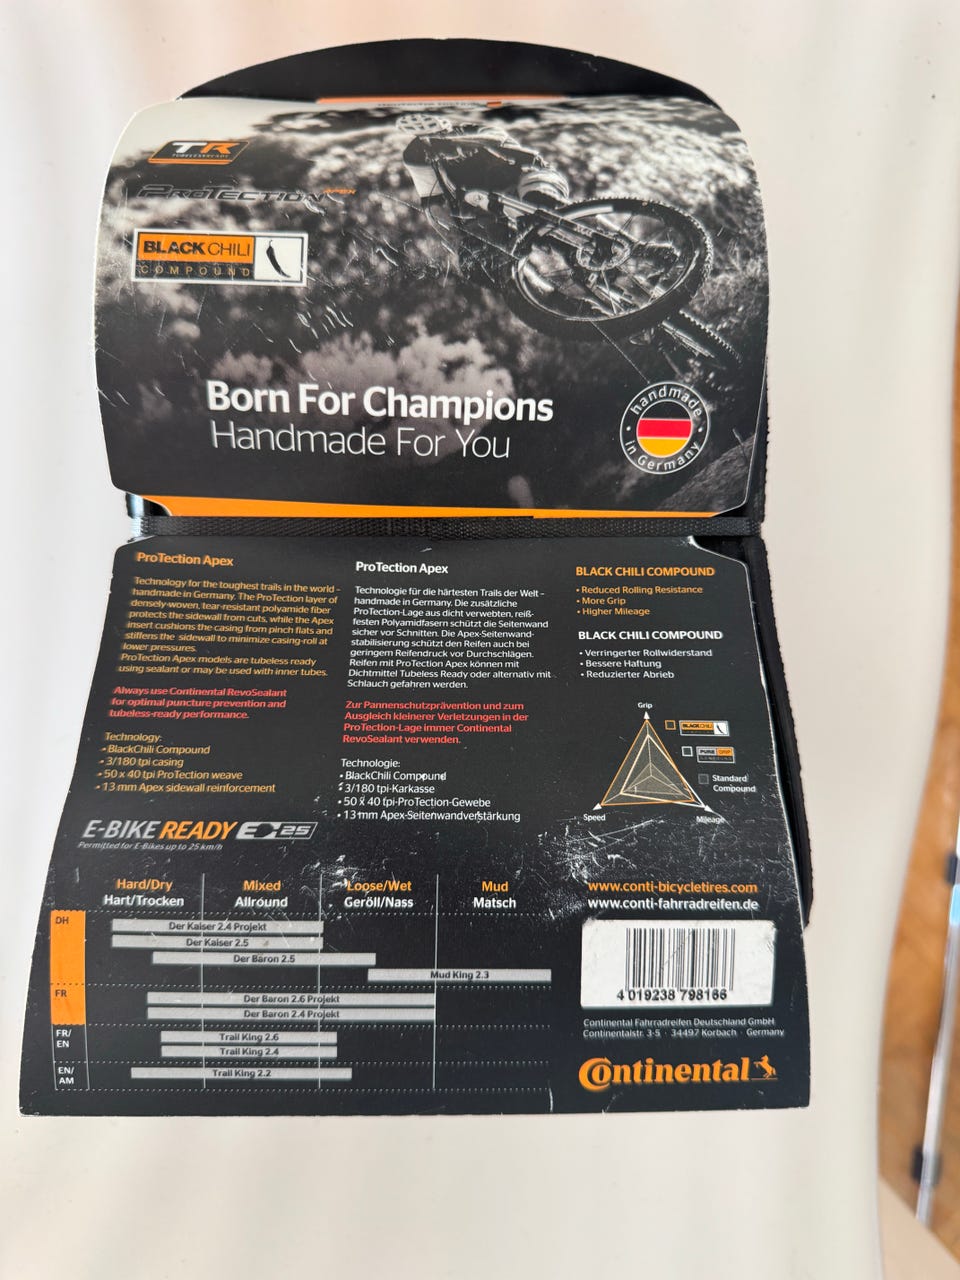 TR
TUBELESS READY
PROTECTION APEX
BLACK CHILI
COMPOUND
Born For Champions
Handmade For You
handmade
in Germany
ProTection Apex
Technology for the toughest trails in the world –
handmade in Germany. The ProTection layer of
densely-woven, tear-resistant polyamide fiber
protects the sidewall from cuts, while the Apex
insert cushions the casing from pinch flats and
stiffens the sidewall to minimize casing-roll at
lower pressures.
ProTection Apex models are tubeless ready
using sealant or may be used with inner tubes.
Always use Continental RevoSealant
for optimal puncture prevention and
tubeless-ready performance.
Technology:
• BlackChili Compound
• 3/180 tpi casing
• 50 x 40 tpi ProTection weave
• 13 mm Apex sidewall reinforcement
E-BIKE READY E 25
Permitted for E-Bikes up to 25 km/h
ProTection Apex
Technologie für die härtesten Trails der Welt –
handmade in Germany. Die zusätzliche
ProTection-Lage aus dicht verwebten, reiß-
festen Polyamidfasern schützt die Seitenwand
sicher vor Schnitten. Die Apex-Seitenwand-
stabilisierung schützt den Reifen auch bei
geringem Reifendruck vor Durchschlägen.
Reifen mit ProTection Apex können mit
Dichtmittel Tubeless Ready oder alternativ mit
Schlauch gefahren werden.
Zur Pannenschutzprävention und zum
Ausgleich kleinerer Verletzungen in der
ProTection-Lage immer Continental
RevoSealant verwenden.
Technologie:
• BlackChili Compound
• 3/180 tpi-Karkasse
• 50 x 40 tpi-ProTection-Gewebe
• 13 mm Apex-Seitenwandverstärkung
BLACK CHILI COMPOUND
• Reduced Rolling Resistance
• More Grip
• Higher Mileage
BLACK CHILI COMPOUND
• Verringerter Rollwiderstand
• Bessere Haftung
• Reduzierter Abrieb
Grip
BLACK CHILI
PURE GRIP
Standard
Compound
Speed
Mileage
Hard/Dry Mixed Loose/Wet Mud
Hart/Trocken Allround Geröll/Nass Matsch
DH
Der Kaiser 2.4 Projekt
Der Kaiser 2.5
Der Baron 2.5
Mud King 2.3
FR
Der Baron 2.6 Projekt
Der Baron 2.4 Projekt
FR/
EN
Trail King 2.6
Trail King 2.4
EN/
AM
Trail King 2.2
www.conti-bicycletires.com
www.conti-fahrradreifen.de
4 019238 798166
Continental Fahrradreifen Deutschland GmbH
Continentalstr. 3-5 · 34497 Korbach · Germany
Continental